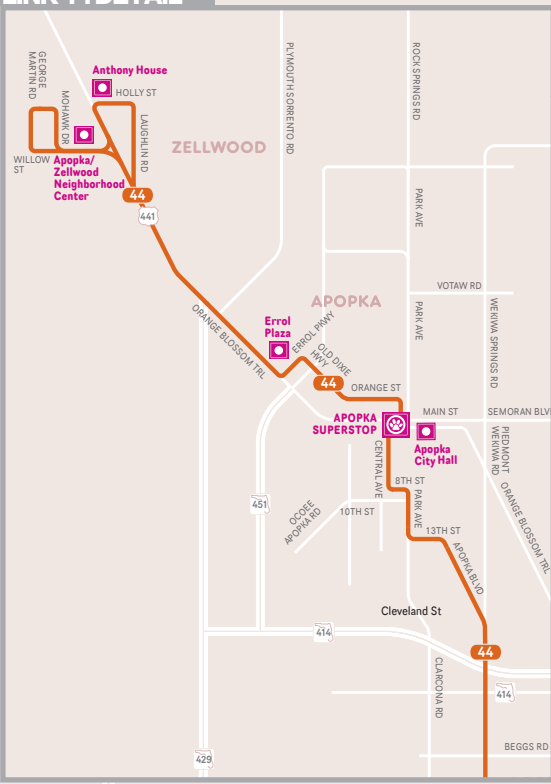 GEORGE
MARTIN RD
MOHAWK DR
Anthony House
HOLLY ST
LAUGHLIN RD
PLYMOUTH SORRENTO RD
ROCK SPRINGS RD
ZELLWOOD
WILLOW
ST
Apopka/
Zellwood
Neighborhood
Center
44
441
PARK AVE
ORANGE BLOSSOM TRL
APOPKA
VOTAW RD
PARK AVE
WEKIWA SPRINGS RD
Errol
Plaza
ERROL PKWY
OLD DIXIE
HWY
44
ORANGE ST
APOPKA
SUPERSTOP
MAIN ST
SEMORAN BLV
Apopka
City Hall
PIEDMONT
WEKIWA RD
CENTRAL AVE
8TH ST
PARK AVE
ORANGE BLOSSOM TRL
451
OCOEE
APOPKA RD
10TH ST
13TH ST
APOPKA BLVD
Cleveland St
414
44
CLARCONA RD
414
BEGGS RD
429